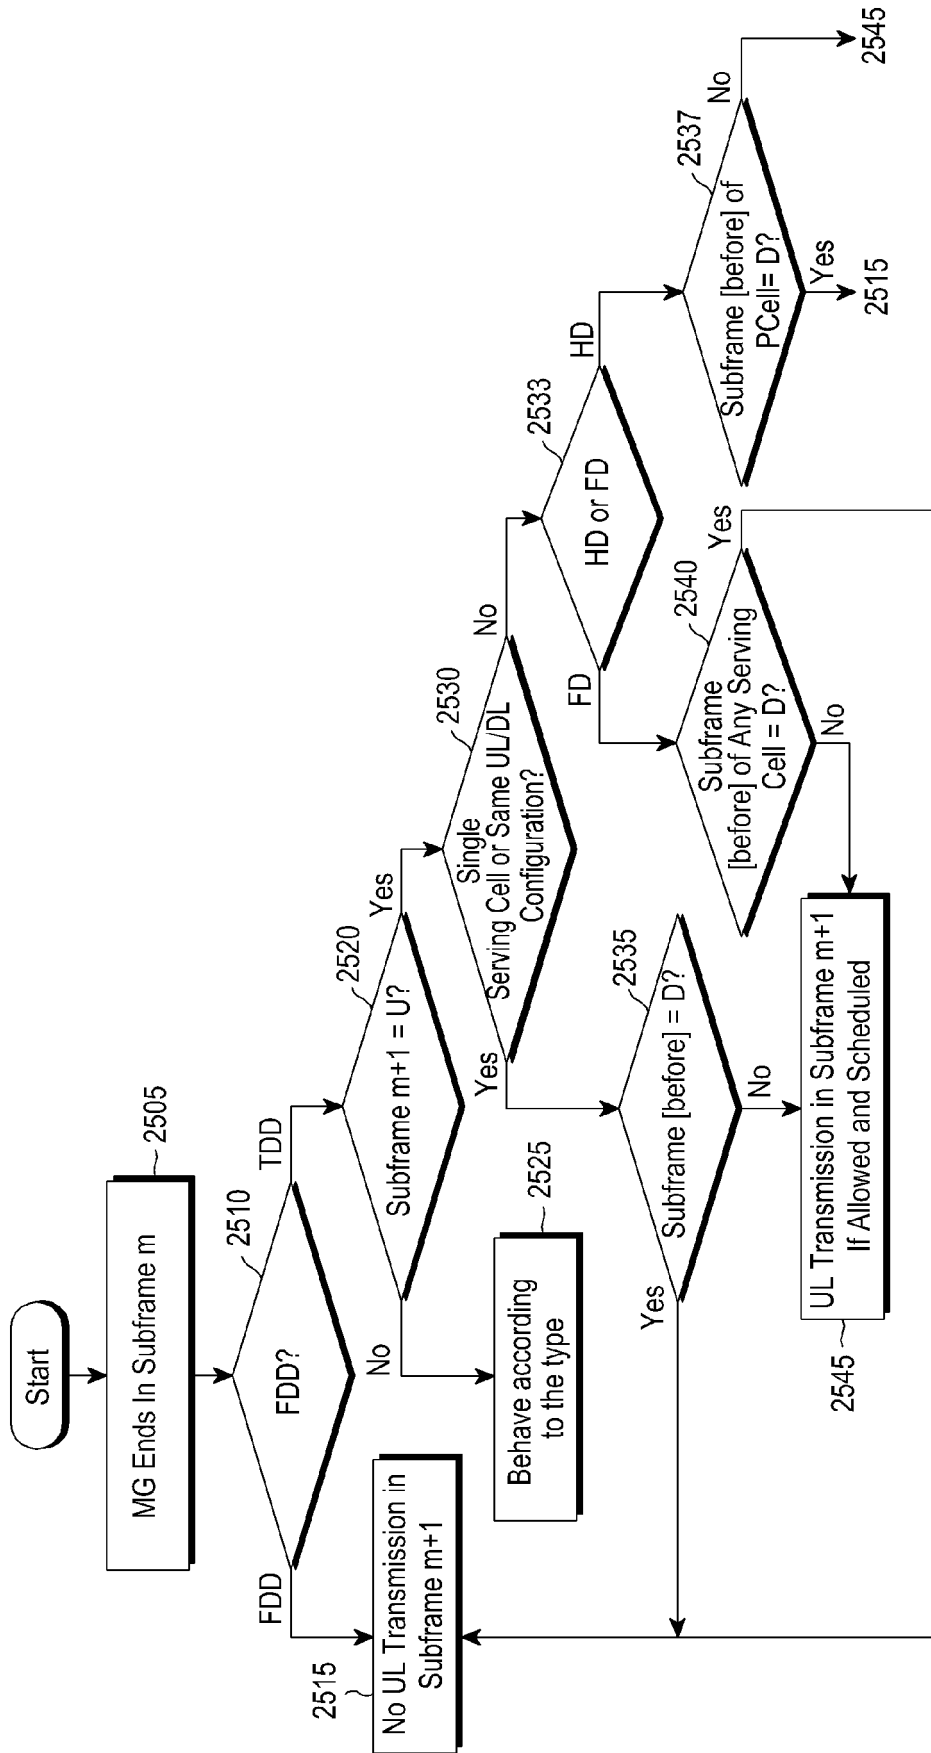 Start
MG Ends In Subframe m
2505
FDD?
2510
FDD
TDD
2515
No UL Transmission in
Subframe m+1
Subframe m+1 = U?
2520
No
Yes
Behave according
to the type
2525
Single
Serving Cell or Same UL/DL
Configuration?
2530
Yes
No
HD or FD
2533
FD
HD
Subframe [before] = D?
2535
Yes
No
Subframe
[before] of Any Serving
Cell = D?
2540
Yes
No
Subframe [before] of
PCell= D?
2537
No
Yes
2515
2545
UL Transmission in Subframe m+1
If Allowed and Scheduled
2545